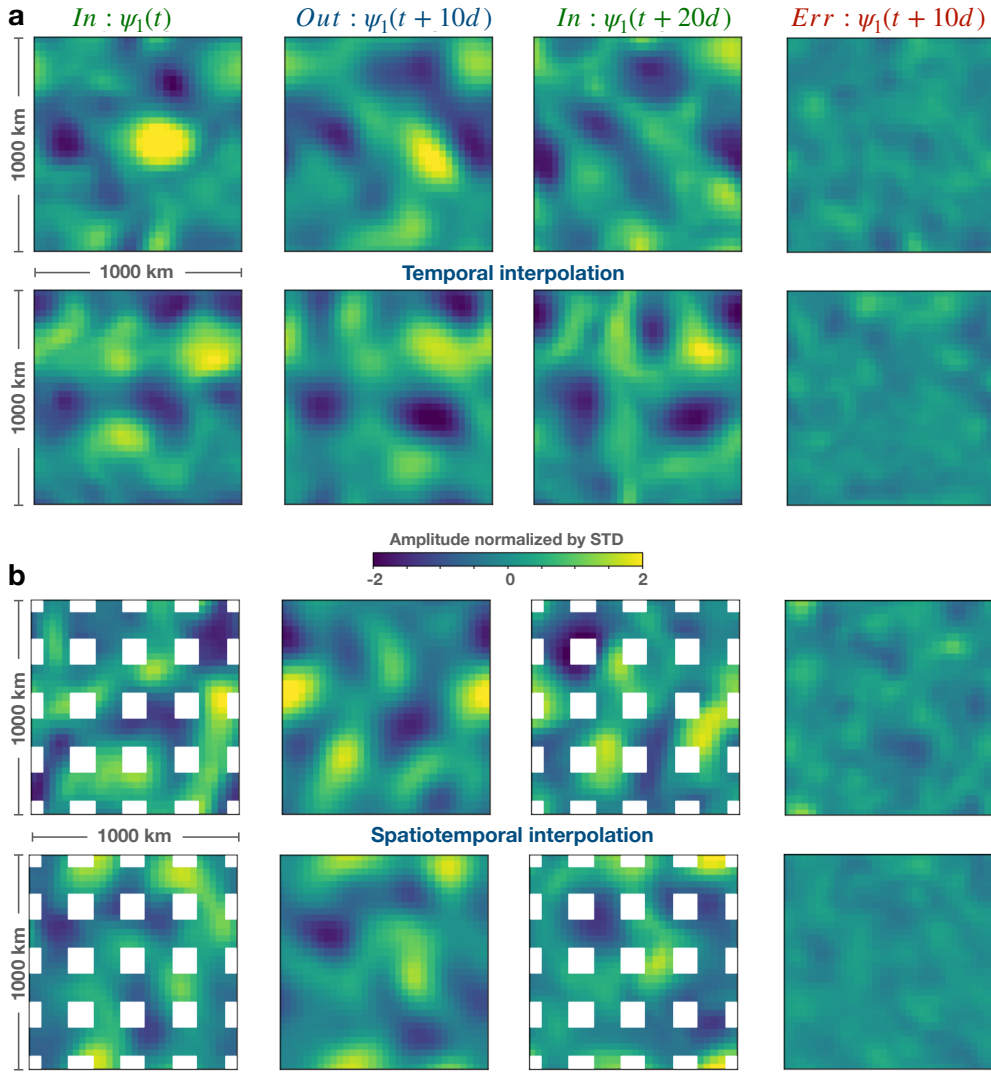 a
In : ψ₁(t)
Out : ψ₁(t + 10d)
In : ψ₁(t + 20d)
Err : ψ₁(t + 10d)
1000 km
1000 km
Temporal interpolation
1000 km
Amplitude normalized by STD
-2
0
2
b
1000 km
1000 km
Spatiotemporal interpolation
1000 km